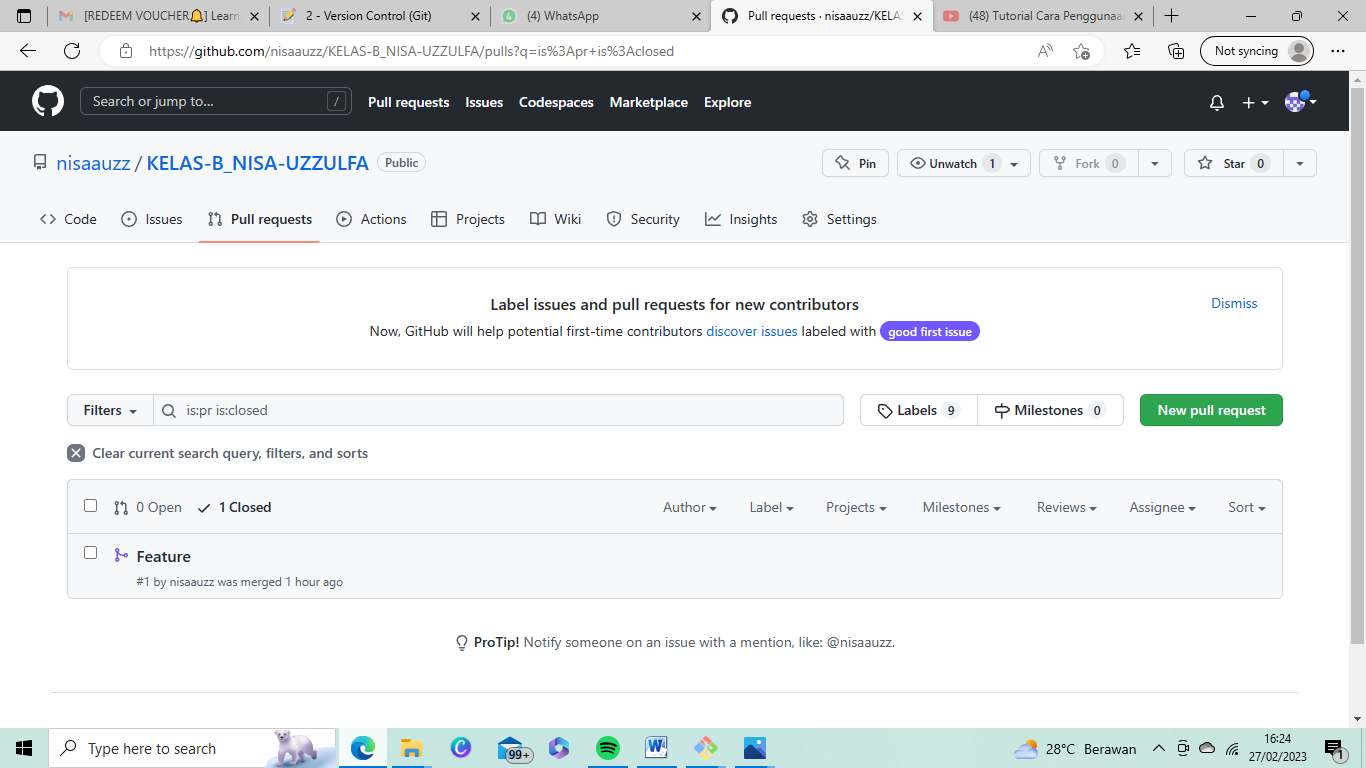 [REDEEM VOUCHER🔔] Learn
2 - Version Control (Git)
(4) WhatsApp
Pull requests · nisaauzz/KELAS
(48) Tutorial Cara Penggunaan
https://github.com/nisaauzz/KELAS-B_NISA-UZZULFA/pulls?q=is%3Apr+is%3Aclosed
Not syncing
Search or jump to... /
Pull requests Issues Codespaces Marketplace Explore
nisaauzz / KELAS-B_NISA-UZZULFA Public
Pin Unwatch 1 Fork 0 Star 0
Code Issues Pull requests Actions Projects Wiki Security Insights Settings
Label issues and pull requests for new contributors
Dismiss
Now, GitHub will help potential first-time contributors discover issues labeled with good first issue
Filters is:pr is:closed Labels 9 Milestones 0 New pull request
Clear current search query, filters, and sorts
0 Open 1 Closed Author Label Projects Milestones Reviews Assignee Sort
Feature
#1 by nisaauzz was merged 1 hour ago
ProTip! Notify someone on an issue with a mention, like: @nisaauzz.
Type here to search
99+
28°C Berawan
16:24
27/02/2023
1